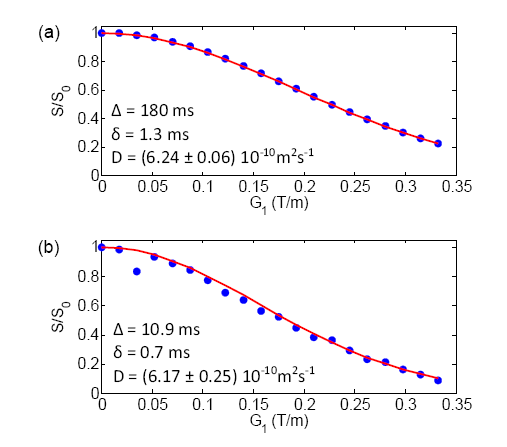 (a)
S/S0
1
0.8
0.6
0.4
0.2
0
Δ = 180 ms
δ = 1.3 ms
D = (6.24 ± 0.06) 10-10m2s-1
0 0.05 0.1 0.15 0.2 0.25 0.3 0.35
G1 (T/m)
(b)
S/S0
1
0.8
0.6
0.4
0.2
0
Δ = 10.9 ms
δ = 0.7 ms
D = (6.17 ± 0.25) 10-10m2s-1
0 0.05 0.1 0.15 0.2 0.25 0.3 0.35
G1 (T/m)